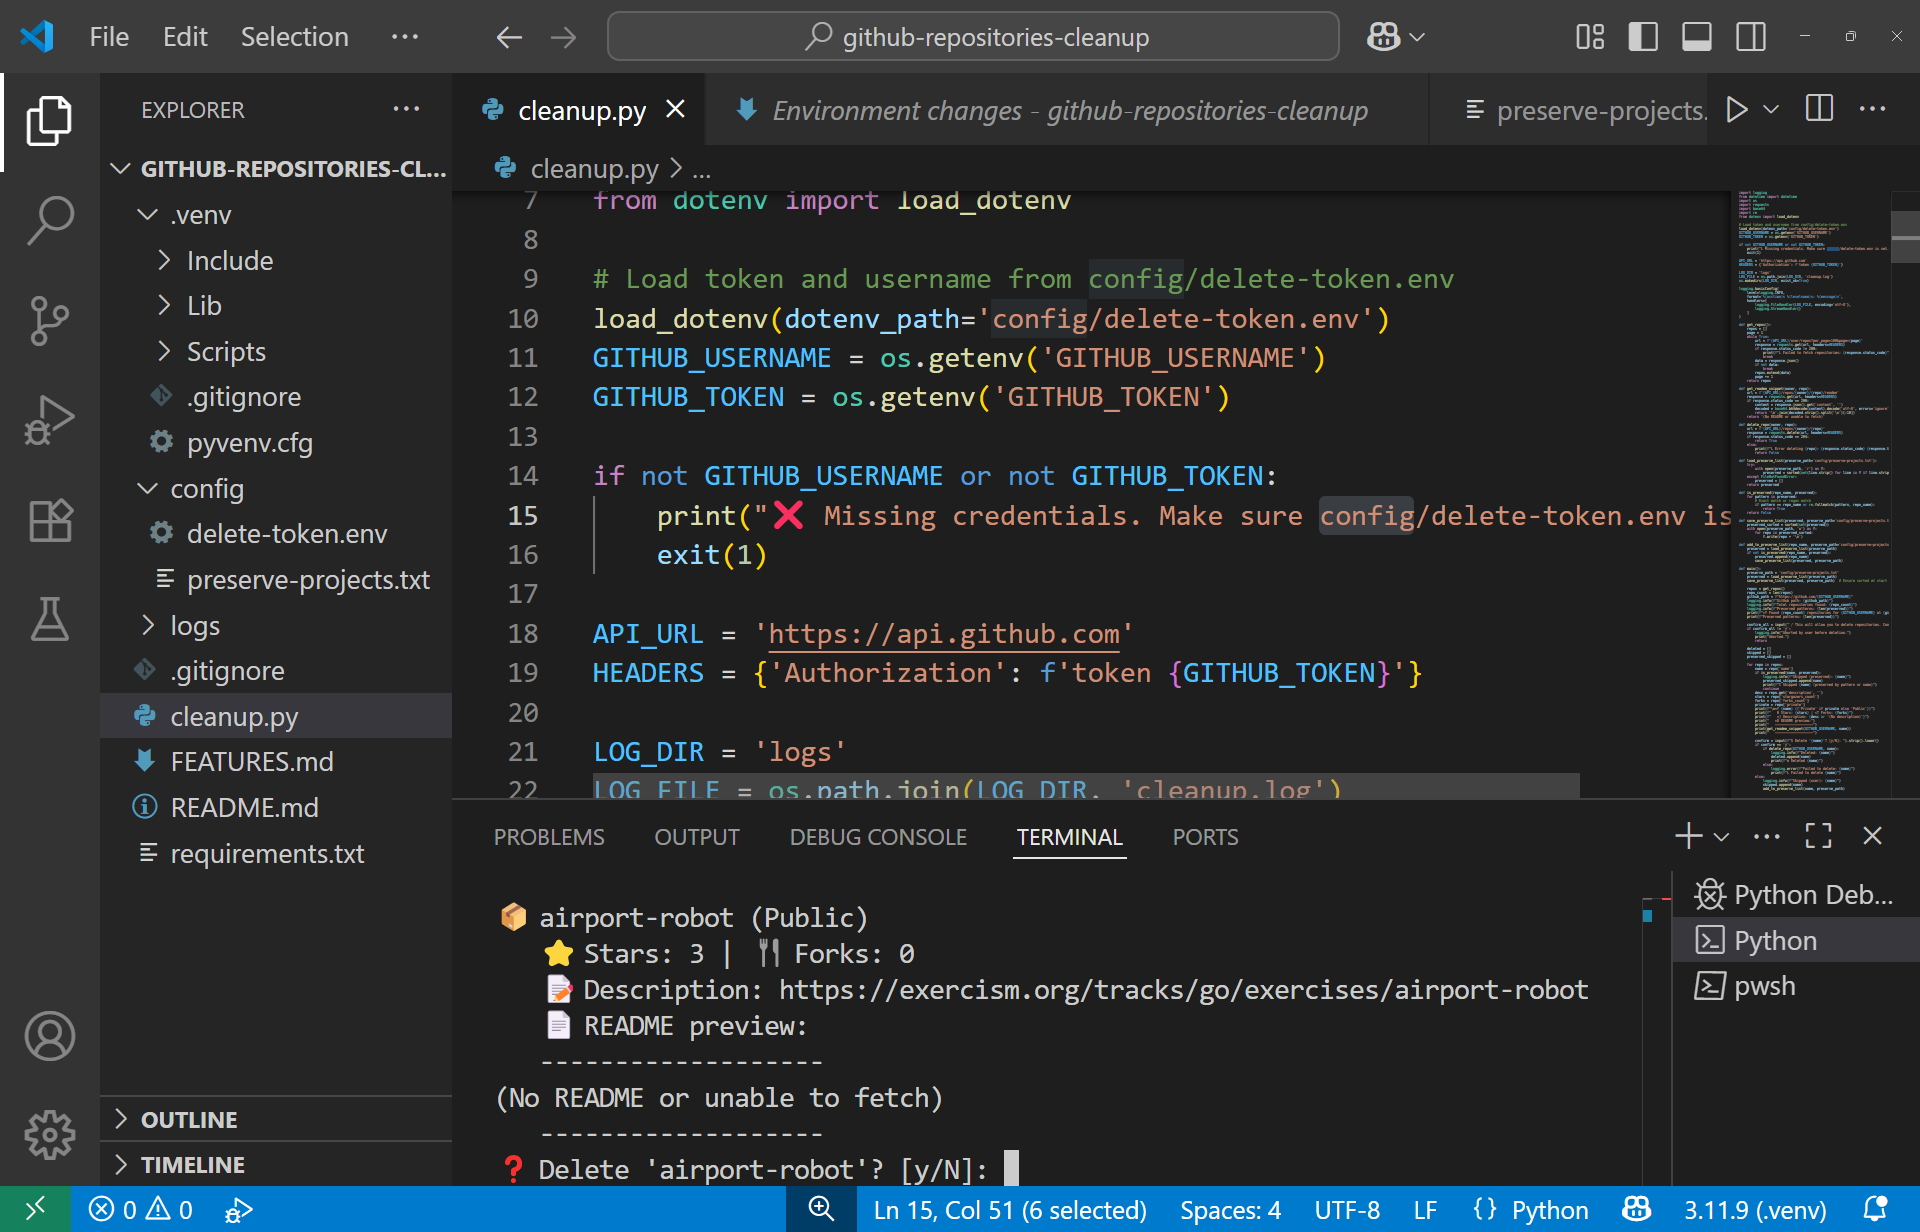 File Edit Selection ···
github-repositories-cleanup
EXPLORER ···
GITHUB-REPOSITORIES-CL...
.venv
Include
Lib
Scripts
.gitignore
pyvenv.cfg
config
delete-token.env
preserve-projects.txt
logs
.gitignore
cleanup.py
FEATURES.md
README.md
requirements.txt
OUTLINE
TIMELINE
cleanup.py
Environment changes - github-repositories-cleanup
preserve-projects.
cleanup.py > ...
7 from dotenv import load_dotenv
8
9 # Load token and username from config/delete-token.env
10 load_dotenv(dotenv_path='config/delete-token.env')
11 GITHUB_USERNAME = os.getenv('GITHUB_USERNAME')
12 GITHUB_TOKEN = os.getenv('GITHUB_TOKEN')
13
14 if not GITHUB_USERNAME or not GITHUB_TOKEN:
15 print("❌ Missing credentials. Make sure config/delete-token.env is
16 exit(1)
17
18 API_URL = 'https://api.github.com'
19 HEADERS = {'Authorization': f'token {GITHUB_TOKEN}'}
20
21 LOG_DIR = 'logs'
22 LOG_FILE = os.path.join(LOG_DIR, 'cleanup.log')
PROBLEMS OUTPUT DEBUG CONSOLE TERMINAL PORTS
📦 airport-robot (Public)
⭐ Stars: 3 | 🍴 Forks: 0
📝 Description: https://exercism.org/tracks/go/exercises/airport-robot
📄 README preview:
-------------------
(No README or unable to fetch)
-------------------
❓ Delete 'airport-robot'? [y/N]:
Python Deb...
Python
pwsh
0 0
Ln 15, Col 51 (6 selected) Spaces: 4 UTF-8 LF {} Python 3.11.9 (.venv)